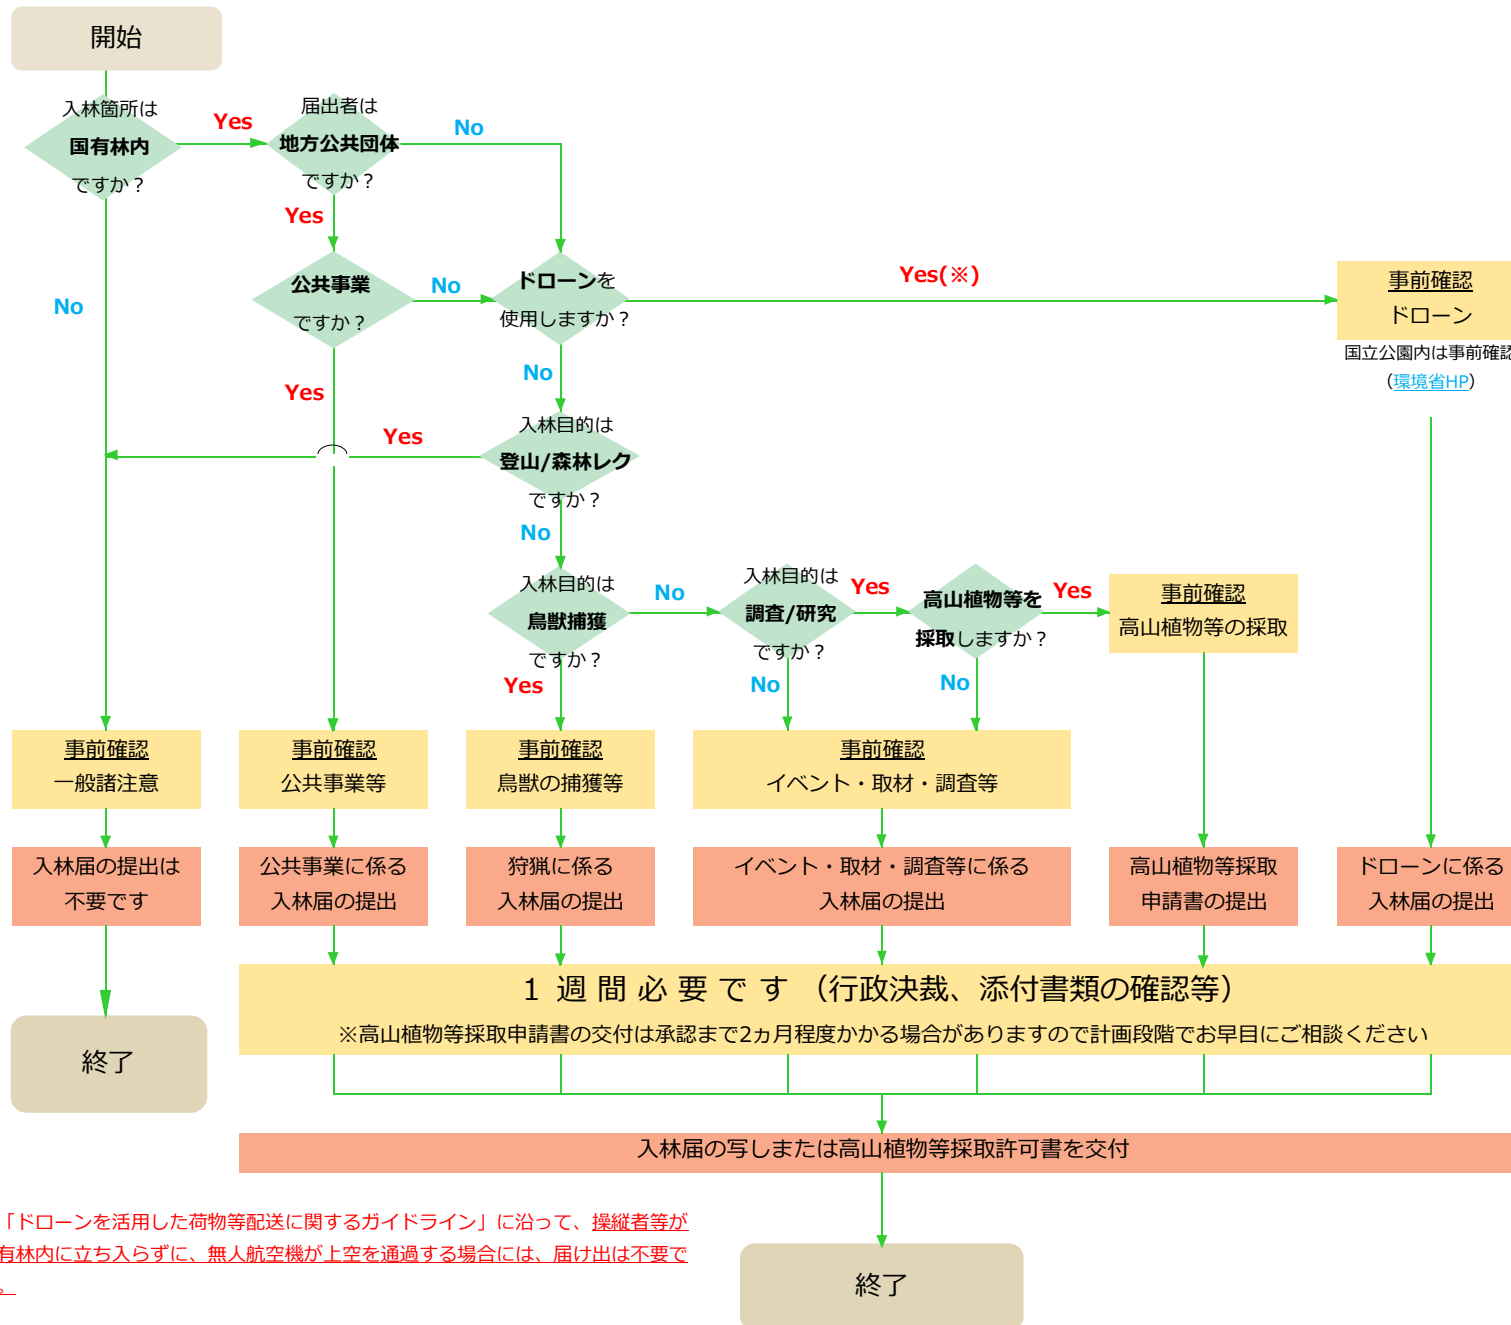 開始
入林箇所は
国有林内
ですか？
Yes
届出者は
地方公共団体
ですか？
No
Yes
No
公共事業
ですか？
No
ドローンを
使用しますか？
Yes(※)
事前確認
ドローン
国立公園内は事前確認
（環境省HP）
Yes
No
入林目的は
登山/森林レク
ですか？
Yes
No
入林目的は
鳥獣捕獲
ですか？
No
入林目的は
調査/研究
ですか？
Yes
高山植物等を
採取しますか？
Yes
事前確認
高山植物等の採取
Yes
No
No
事前確認
一般諸注意
事前確認
公共事業等
事前確認
鳥獣の捕獲等
事前確認
イベント・取材・調査等
入林届の提出は
不要です
公共事業に係る
入林届の提出
狩猟に係る
入林届の提出
イベント・取材・調査等に係る
入林届の提出
高山植物等採取
申請書の提出
ドローンに係る
入林届の提出
1 週 間 必 要 で す （行政決裁、添付書類の確認等）
※高山植物等採取申請書の交付は承認まで2ヵ月程度かかる場合がありますので計画段階でお早目にご相談ください
終了
入林届の写しまたは高山植物等採取許可書を交付
「ドローンを活用した荷物等配送に関するガイドライン」に沿って、操縦者等が
有林内に立ち入らずに、無人航空機が上空を通過する場合には、届け出は不要で
。
終了